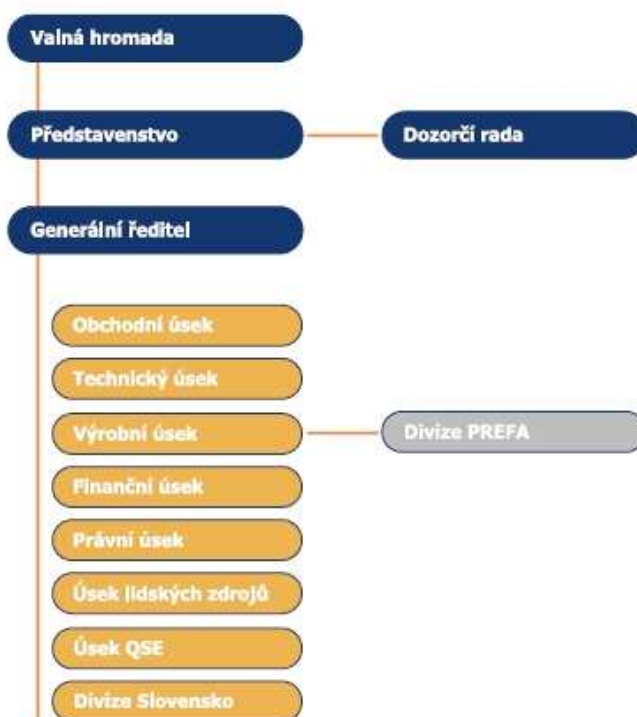 Valná hromada
Představenstvo
Dozorčí rada
Generální ředitel
Obchodní úsek
Technický úsek
Výrobní úsek
Divize PREFA
Finanční úsek
Právní úsek
Úsek lidských zdrojů
Úsek QSE
Divize Slovensko